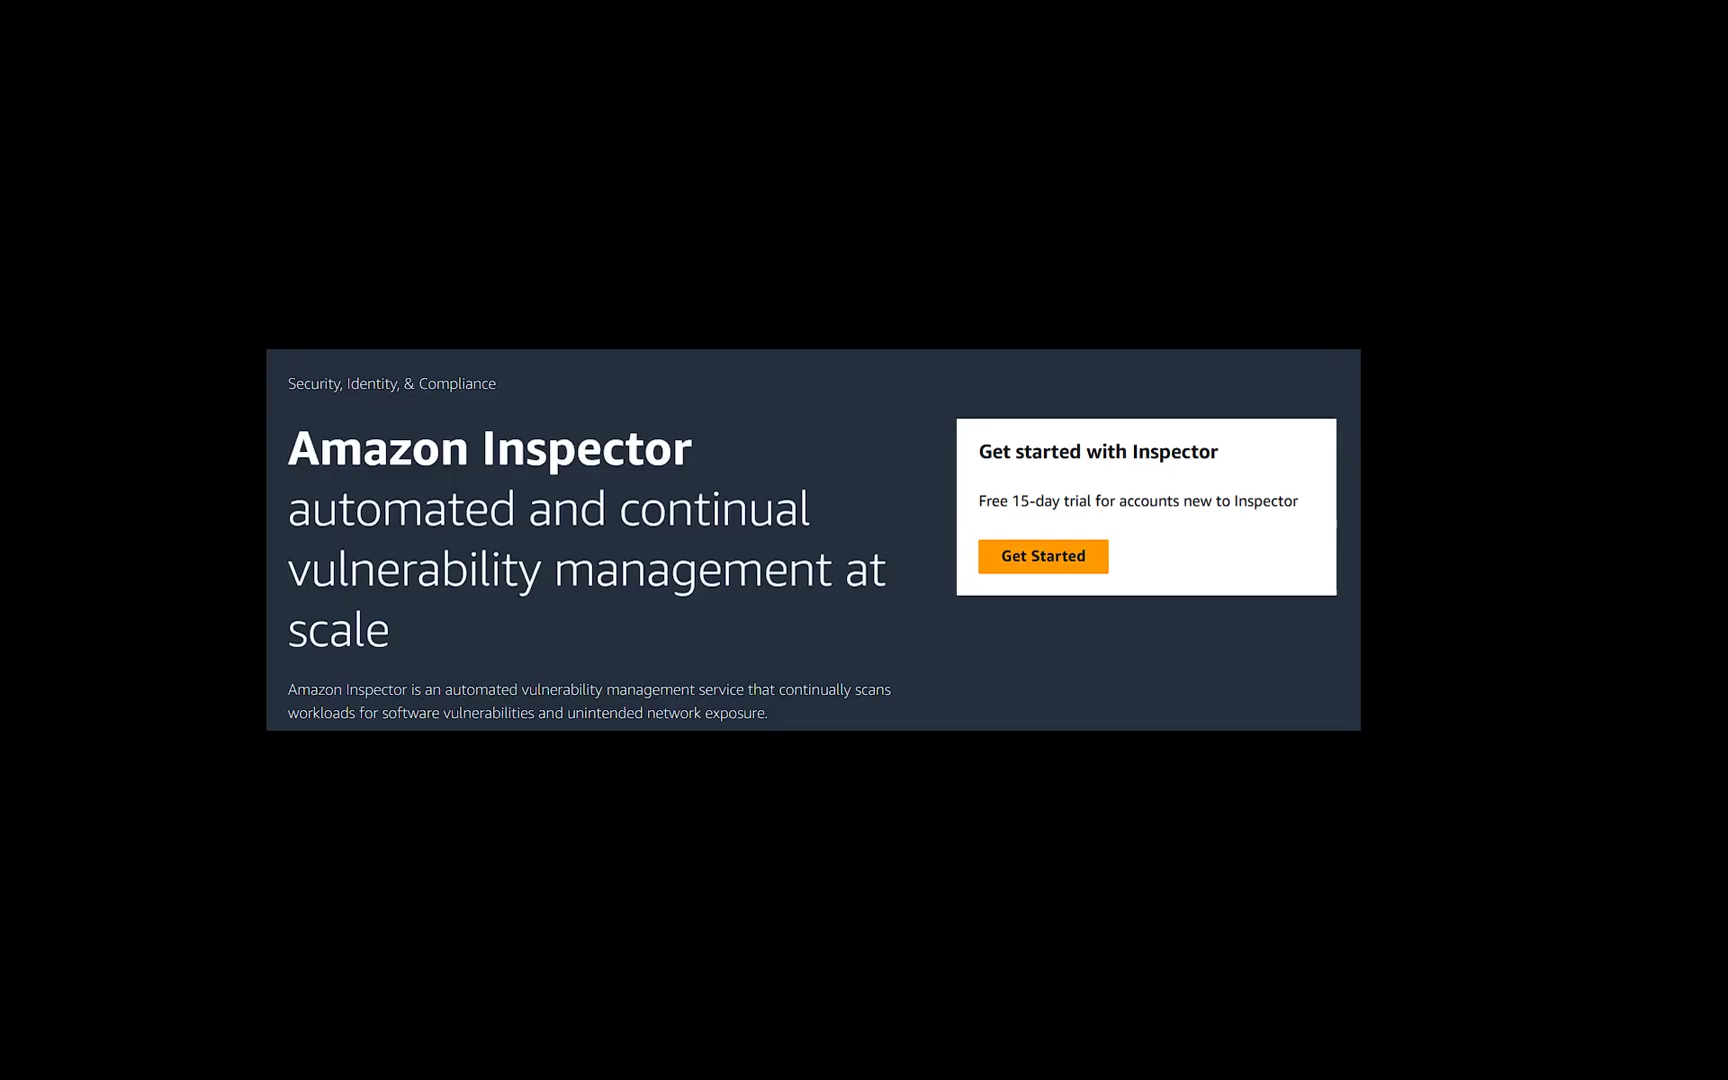 Security, Identity, & Compliance
Amazon Inspector
automated and continual
vulnerability management at
scale
Amazon Inspector is an automated vulnerability management service that continually scans
workloads for software vulnerabilities and unintended network exposure.
Get started with Inspector
Free 15-day trial for accounts new to Inspector
Get Started